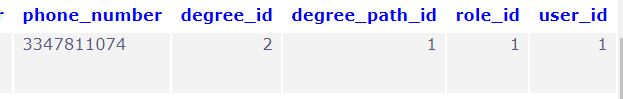 phone_number degree_id degree_path_id role_id user_id
3347811074 2 1 1 1